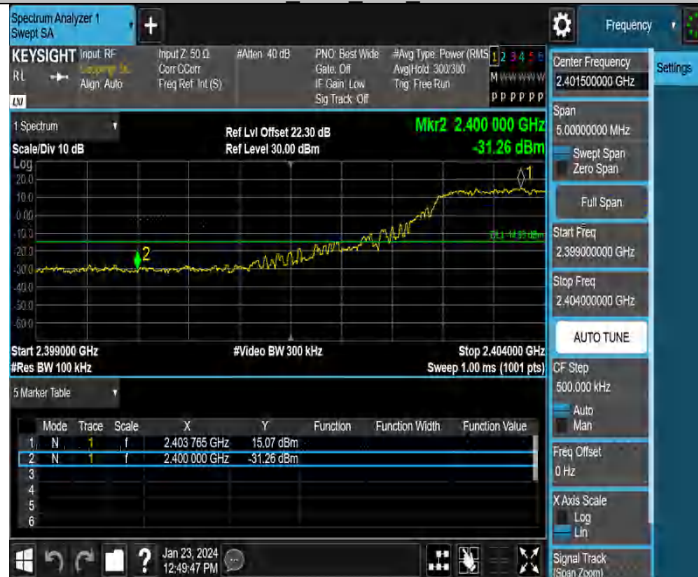 Spectrum Analyzer 1
Swept SA
+
Frequency
KEYSIGHT
RL
LXI
Input: RF
Align: Auto
Input Z: 50 Ω
Corr CCorr
Freq Ref: Int (S)
#Atten: 40 dB
PNO: Best Wide
Gate: Off
IF Gain: Low
Sig Track: Off
#Avg Type: Power (RMS
Avg|Hold: 300/300
Trig: Free Run
1 2 3 4 5 6
M W W W W W
P P P P P P
1 Spectrum
Scale/Div 10 dB
Log
Ref Lvl Offset 22.30 dB
Ref Level 30.00 dBm
Mkr2 2.400 000 GHz
-31.26 dBm
20.0
10.0
0.00
-10.0
-20.0
-30.0
-40.0
-50.0
-60.0
1
2
Start 2.399000 GHz
#Res BW 100 kHz
#Video BW 300 kHz
Stop 2.404000 GHz
Sweep 1.00 ms (1001 pts)
5 Marker Table
Mode Trace Scale X Y Function Function Width Function Value
1 N 1 f 2.403 765 GHz 15.07 dBm
2 N 1 f 2.400 000 GHz -31.26 dBm
3
4
5
6
Jan 23, 2024
12:49:47 PM
?
Center Frequency
2.401500000 GHz
Settings
Span
5.00000000 MHz
Swept Span
Zero Span
Full Span
Start Freq
2.399000000 GHz
Stop Freq
2.404000000 GHz
AUTO TUNE
CF Step
500.000 kHz
Auto
Man
Freq Offset
0 Hz
X Axis Scale
Log
Lin
Signal Track
(Span Zoom)